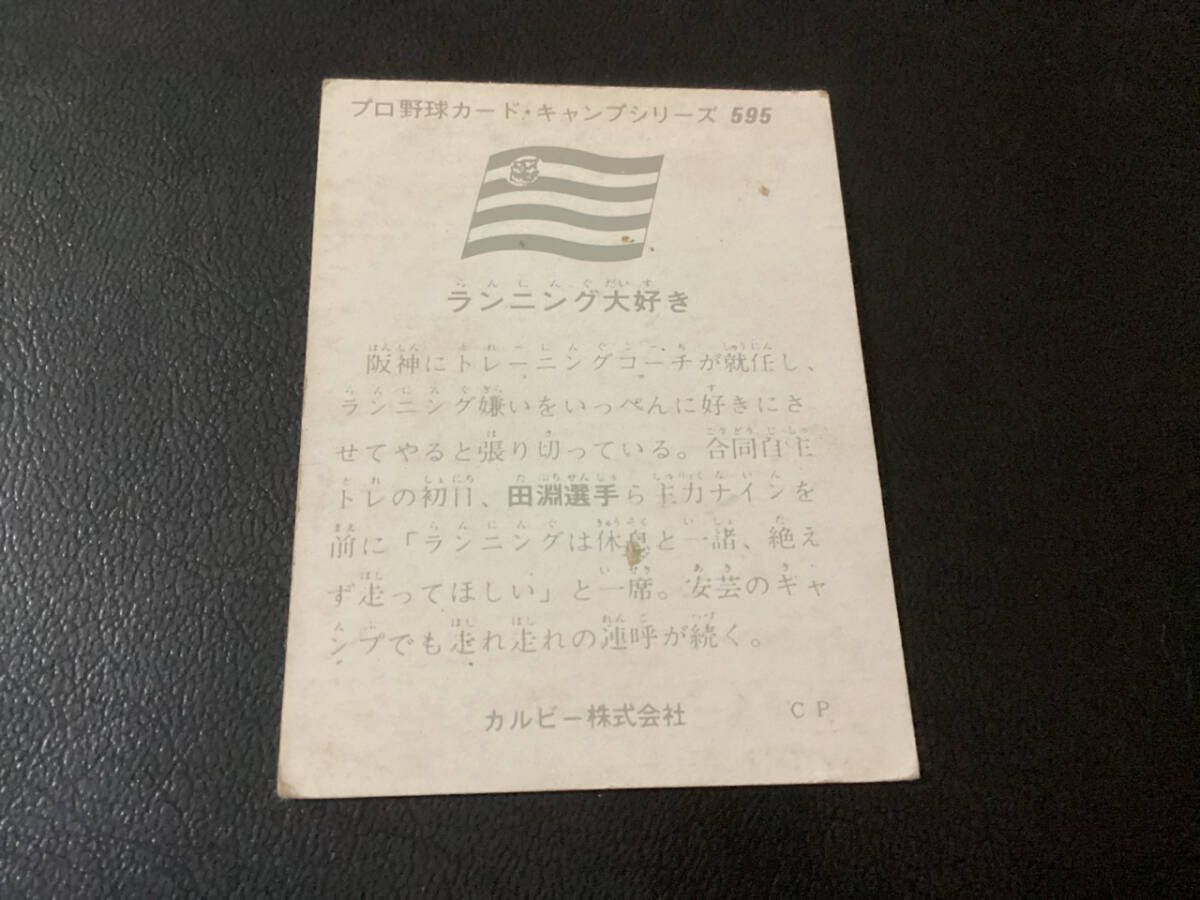 プロ野球カード・キャンプシリーズ 595
ランニング大好き
阪神にトレーニングコーチが就任し、
ランニング嫌いをいっぺんに好きにさ
せてやると張り切っている。合同自主
トレの初日、田淵選手ら主力ナインを
前に「ランニングは休息と一諸、絶え
ず走ってほしい」と一席。安芸のキャ
ンプでも走れ走れの連呼が続く。
カルビー株式会社 CP